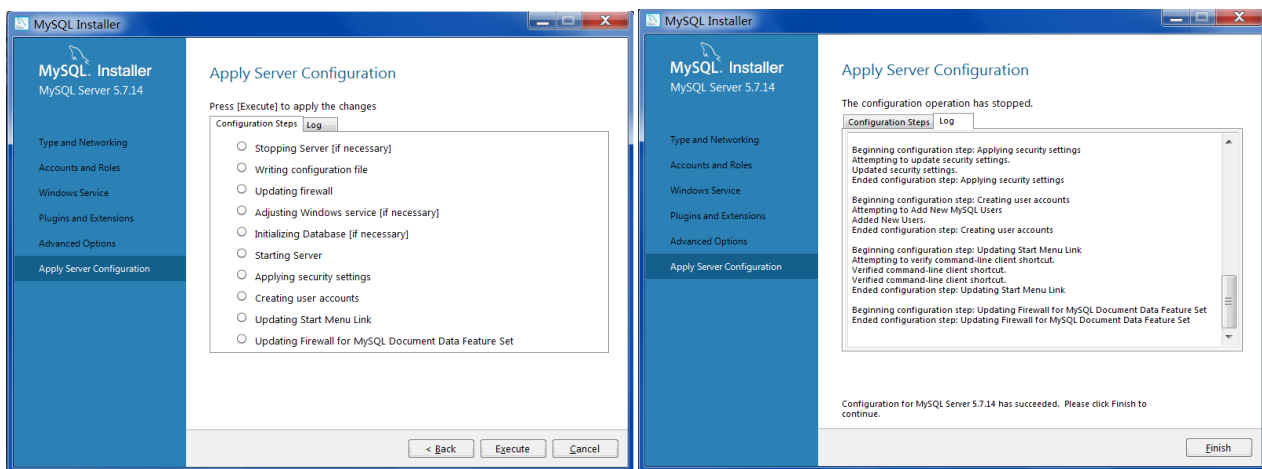 MySQL Installer
MySQL. Installer
MySQL Server 5.7.14
Type and Networking
Accounts and Roles
Windows Service
Plugins and Extensions
Advanced Options
Apply Server Configuration
Apply Server Configuration
Press [Execute] to apply the changes
Configuration Steps Log
Stopping Server [if necessary]
Writing configuration file
Updating firewall
Adjusting Windows service [if necessary]
Initializing Database [if necessary]
Starting Server
Applying security settings
Creating user accounts
Updating Start Menu Link
Updating Firewall for MySQL Document Data Feature Set
< Back Execute Cancel
MySQL Installer
MySQL. Installer
MySQL Server 5.7.14
Type and Networking
Accounts and Roles
Windows Service
Plugins and Extensions
Advanced Options
Apply Server Configuration
Apply Server Configuration
The configuration operation has stopped.
Configuration Steps Log
Beginning configuration step: Applying security settings
Attempting to update security settings.
Updated security settings.
Ended configuration step: Applying security settings
Beginning configuration step: Creating user accounts
Attempting to Add New MySQL Users
Added New Users.
Ended configuration step: Creating user accounts
Beginning configuration step: Updating Start Menu Link
Attempting to verify command-line client shortcut.
Verified command-line client shortcut.
Verified command-line client shortcut.
Ended configuration step: Updating Start Menu Link
Beginning configuration step: Updating Firewall for MySQL Document Data Feature Set
Ended configuration step: Updating Firewall for MySQL Document Data Feature Set
Configuration for MySQL Server 5.7.14 has succeeded. Please click Finish to
continue.
Finish